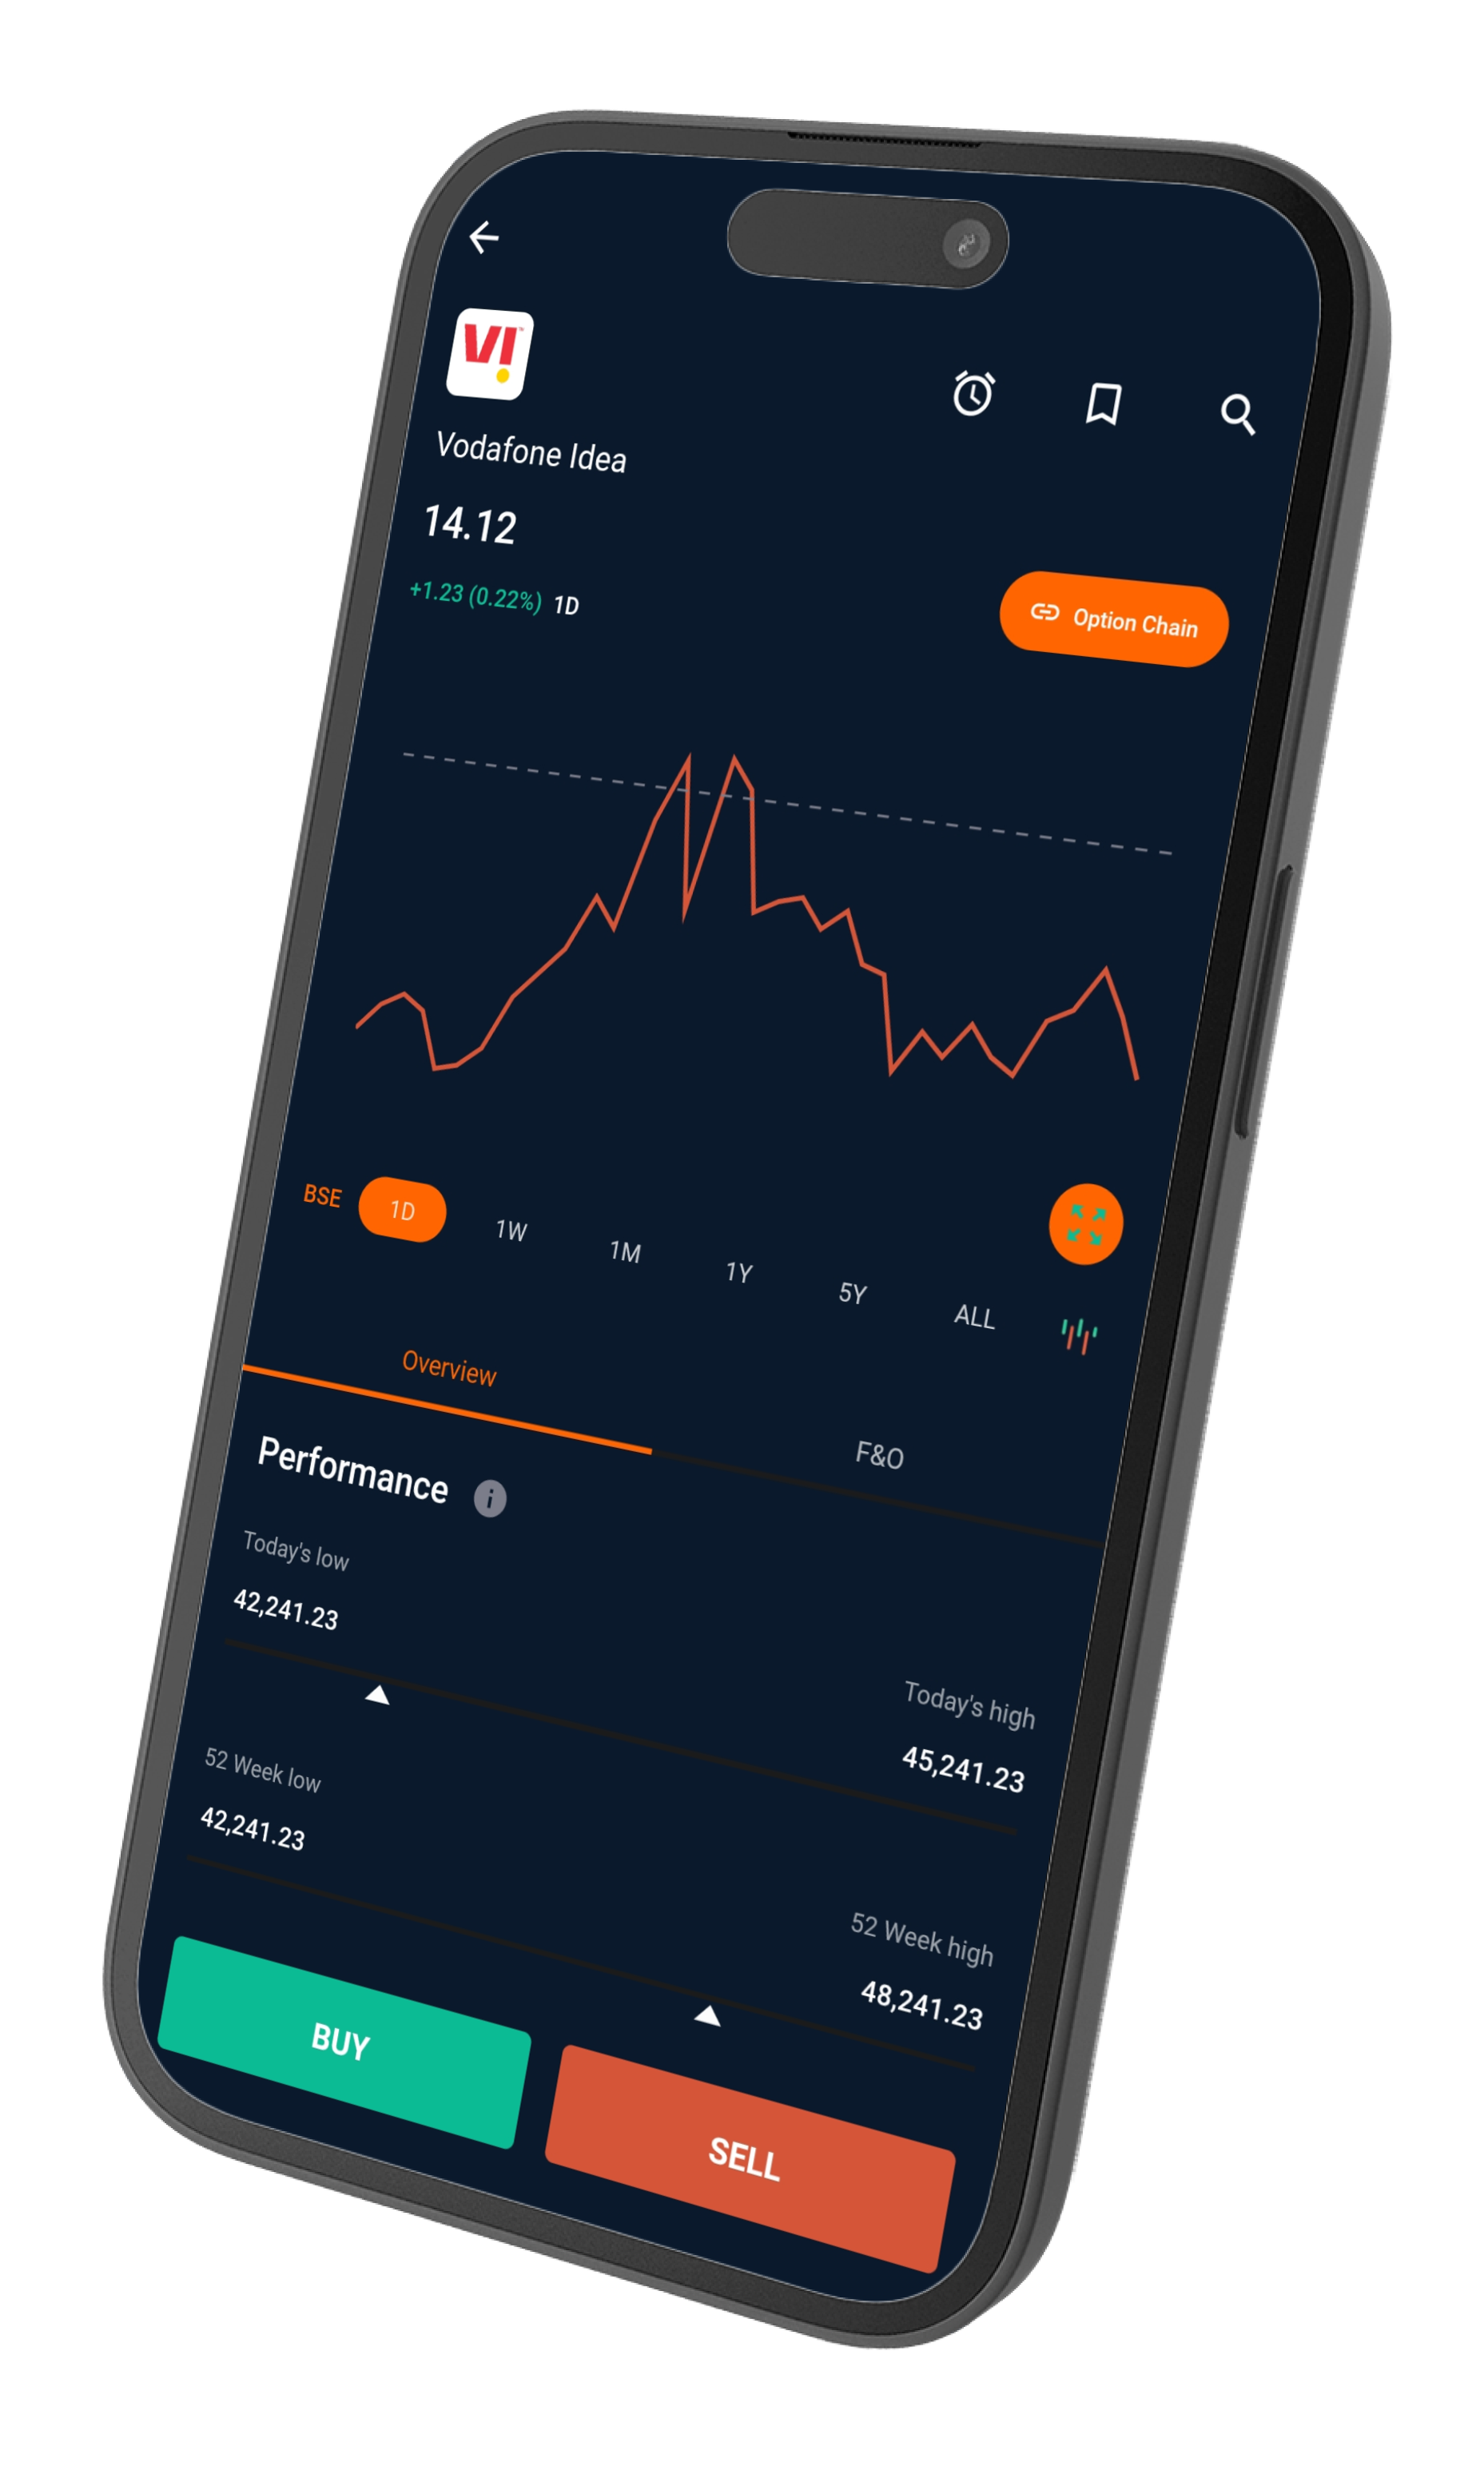 VI™
Vodafone Idea
14.12
+1.23 (0.22%) 1D
Option Chain
BSE 1D 1W 1M 1Y 5Y ALL
Overview F&O
Performance i
Today's low Today's high
42,241.23 45,241.23
52 Week low 52 Week high
42,241.23 48,241.23
BUY SELL